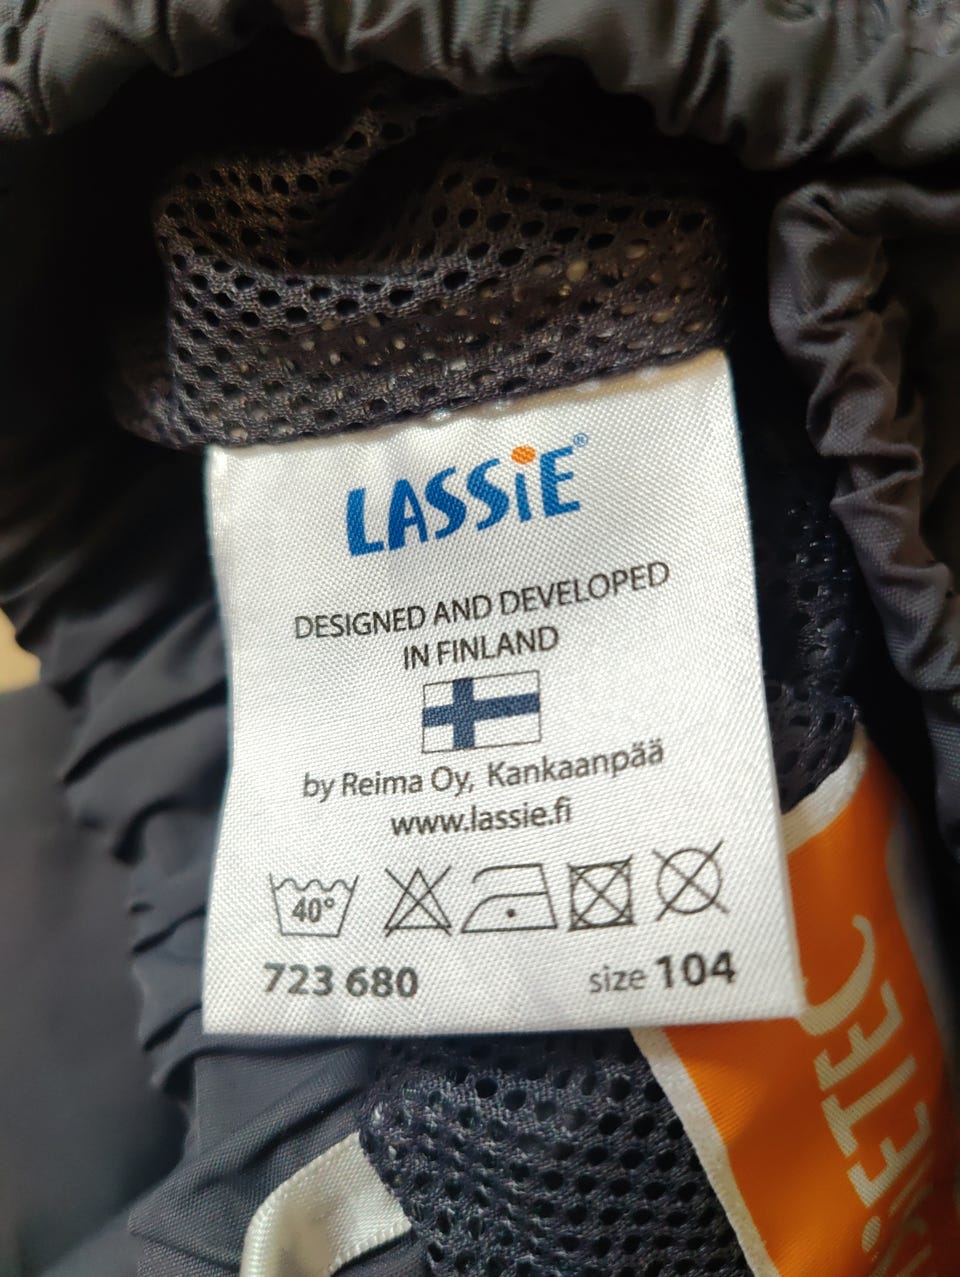 LASSiE®
DESIGNED AND DEVELOPED
IN FINLAND
by Reima Oy, Kankaanpää
www.lassie.fi
40°
723 680
size 104